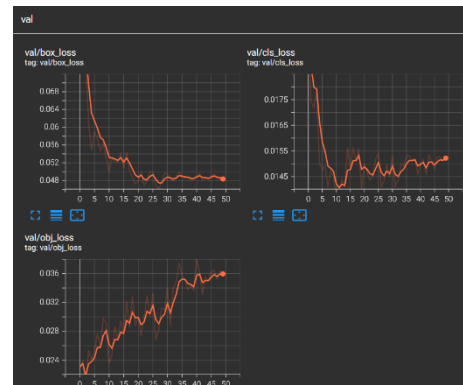 val
val/box_loss
tag: val/box_loss
0.068
0.064
0.06
0.056
0.052
0.048
0 5 10 15 20 25 30 35 40 45 50
val/cls_loss
tag: val/cls_loss
0.0175
0.0165
0.0155
0.0145
0 5 10 15 20 25 30 35 40 45 50
val/obj_loss
tag: val/obj_loss
0.036
0.032
0.028
0.024
0 5 10 15 20 25 30 35 40 45 50